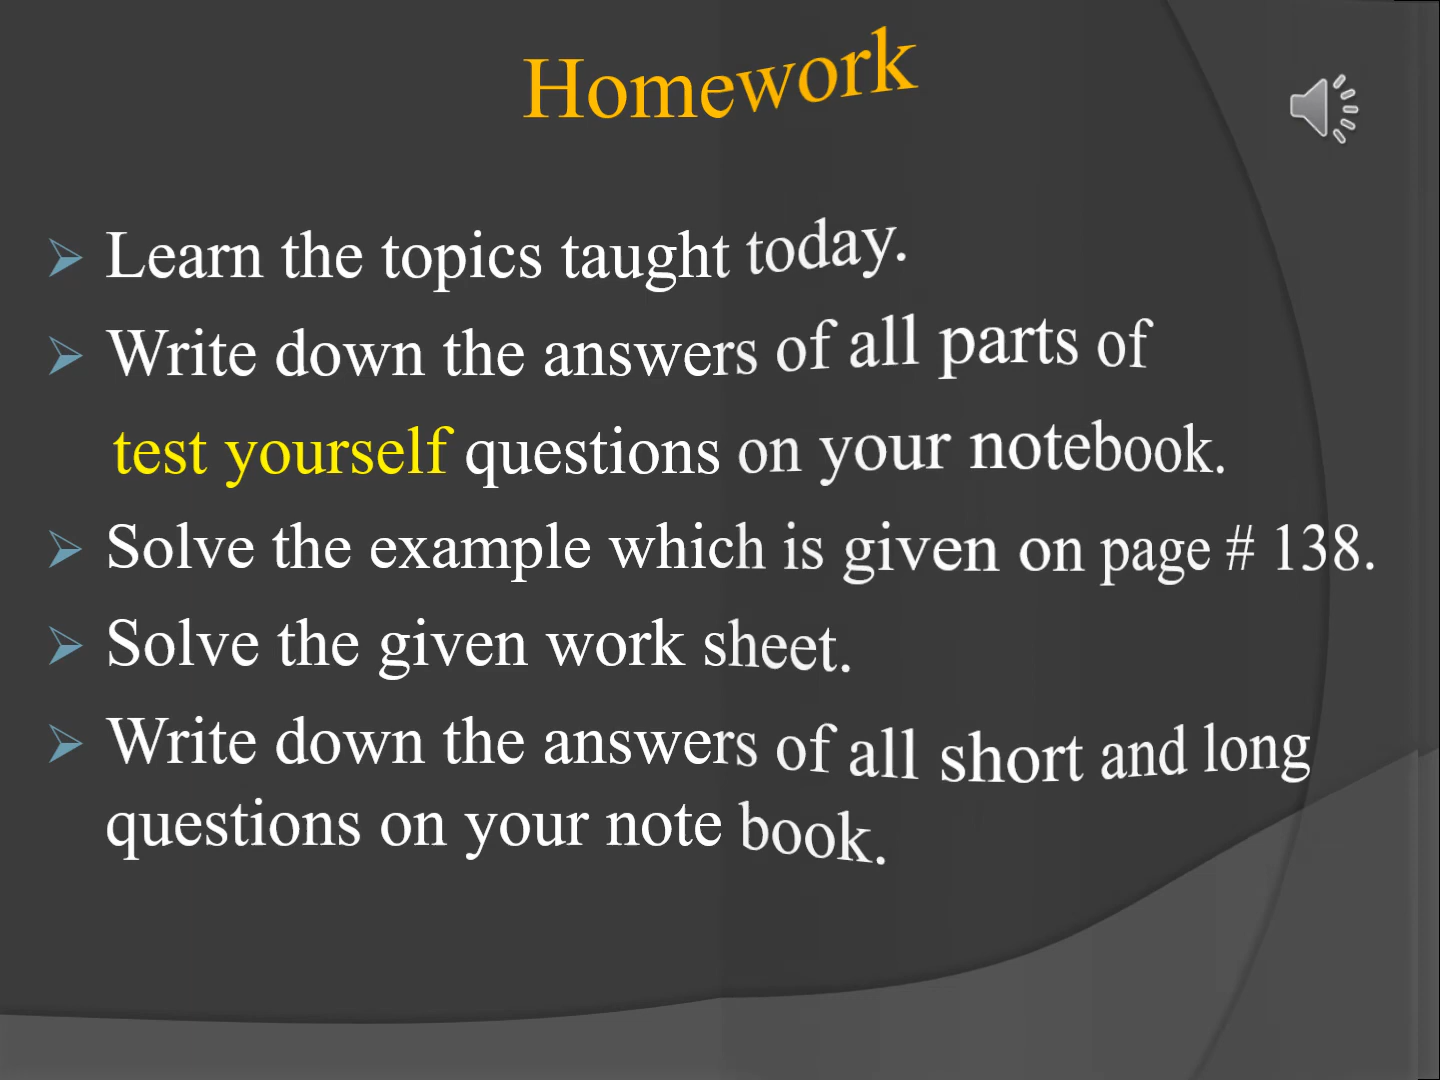 Homework
Learn the topics taught today.
Write down the answers of all parts of
test yourself questions on your notebook.
Solve the example which is given on page # 138.
Solve the given work sheet.
Write down the answers of all short and long
questions on your note book.